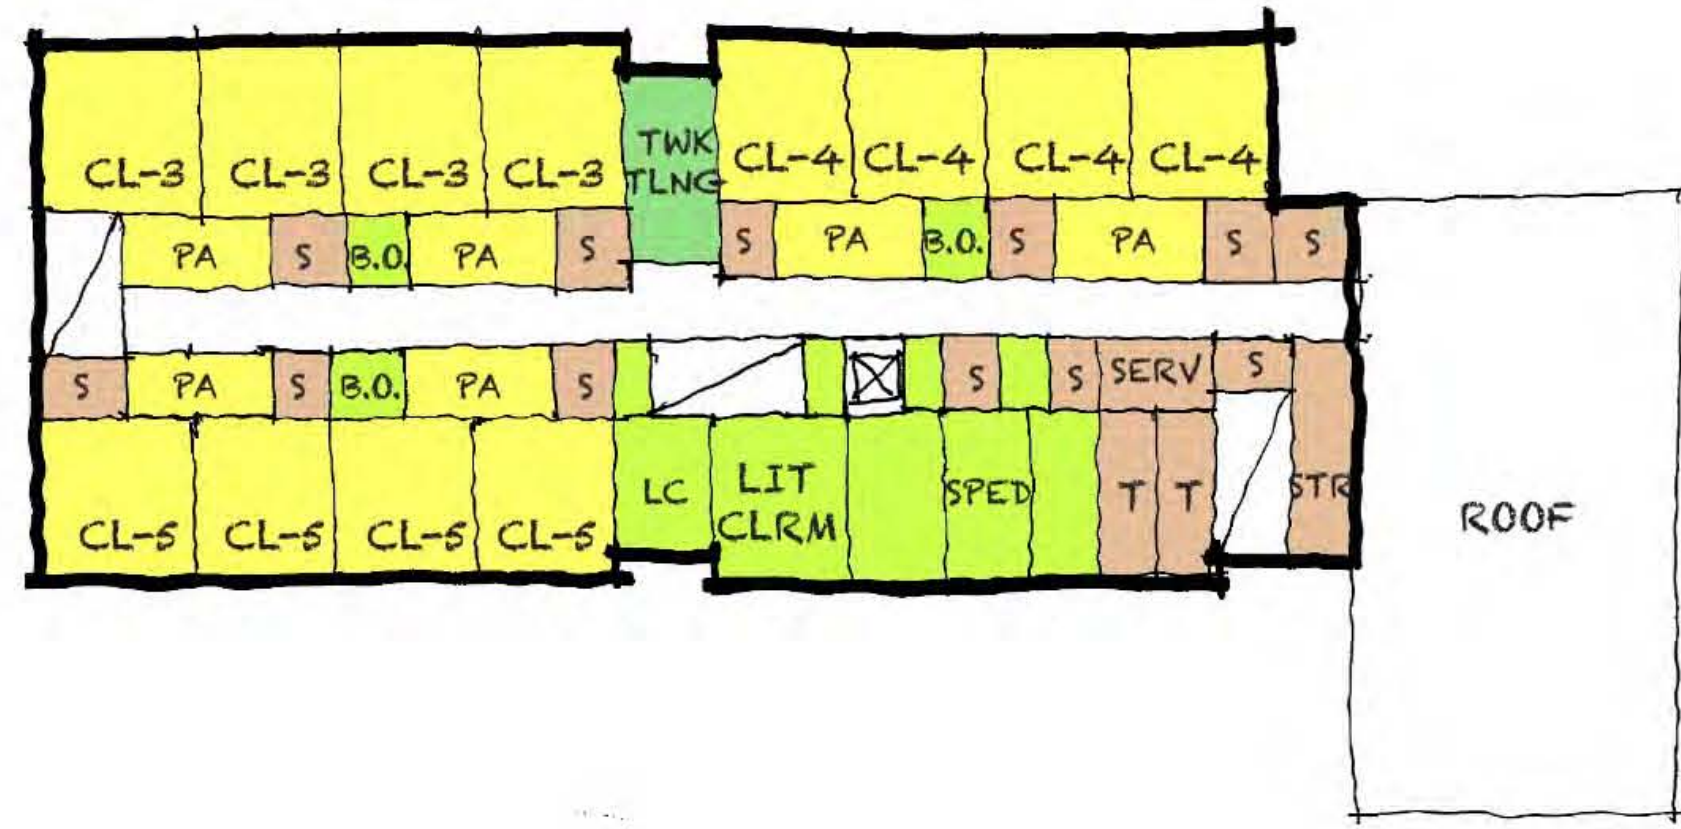 CL-3 CL-3 CL-3 CL-3 TWK TLNG CL-4 CL-4 CL-4 CL-4
PA S B.O. PA S S PA B.O. S PA S S
S PA S B.O. PA S S S SERV S
CL-5 CL-5 CL-5 CL-5 LC LIT CLRM SPED T T STR
ROOF